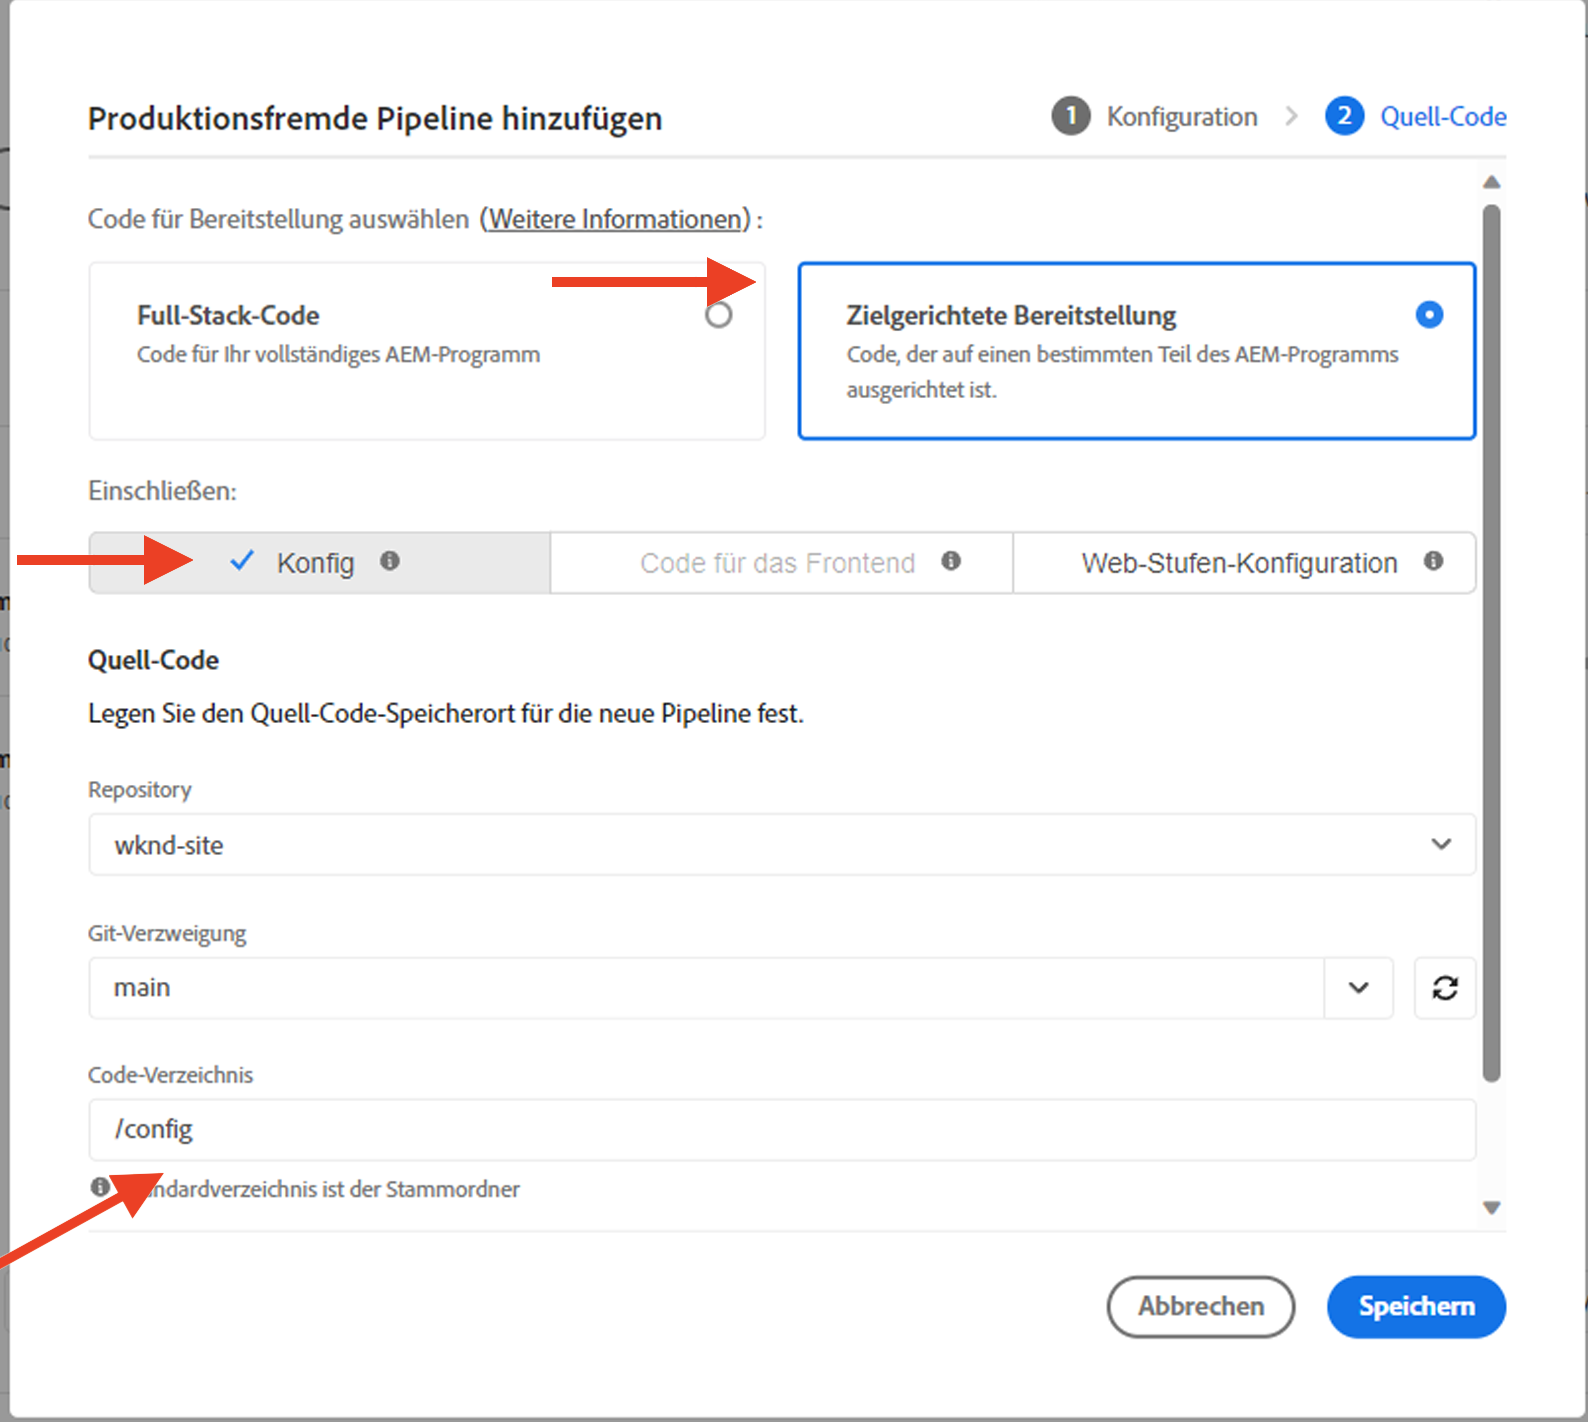 Produktionsfremde Pipeline hinzufügen
1 Konfiguration > 2 Quell-Code
Code für Bereitstellung auswählen (Weitere Informationen) :
Full-Stack-Code
Code für Ihr vollständiges AEM-Programm
Zielgerichtete Bereitstellung
Code, der auf einen bestimmten Teil des AEM-Programms
ausgerichtet ist.
Einschließen:
Konfig
Code für das Frontend
Web-Stufen-Konfiguration
Quell-Code
Legen Sie den Quell-Code-Speicherort für die neue Pipeline fest.
Repository
wknd-site
Git-Verzweigung
main
Code-Verzeichnis
/config
ist der Stammordner
Abbrechen
Speichern